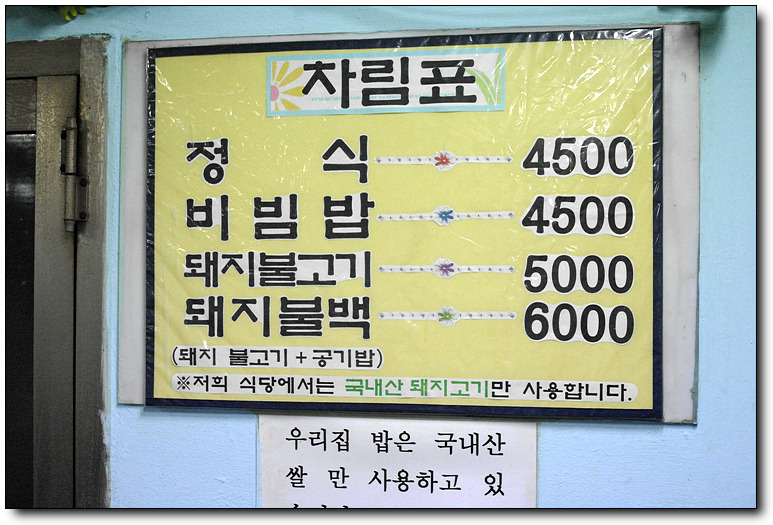 차림표
정 식 4500
비빔밥 4500
돼지불고기 5000
돼지불백 6000
(돼지 불고기+공기밥)
※저희 식당에서는 국내산 돼지고기만 사용합니다.
우리집 밥은 국내산
쌀 만 사용하고 있